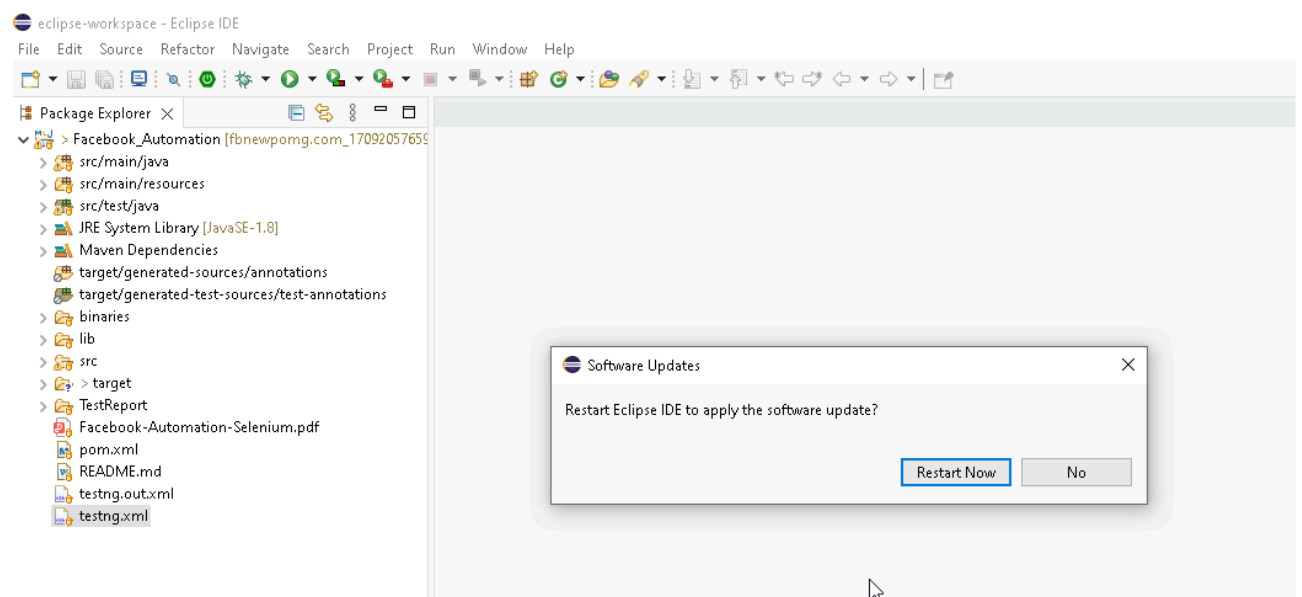 eclipse-workspace - Eclipse IDE
File Edit Source Refactor Navigate Search Project Run Window Help
Package Explorer
> Facebook_Automation [fbnewpomg.com_17092057659
src/main/java
src/main/resources
src/test/java
JRE System Library [JavaSE-1.8]
Maven Dependencies
target/generated-sources/annotations
target/generated-test-sources/test-annotations
binaries
lib
src
> target
TestReport
Facebook-Automation-Selenium.pdf
pom.xml
README.md
testng.out.xml
testng.xml
Software Updates
Restart Eclipse IDE to apply the software update?
Restart Now No